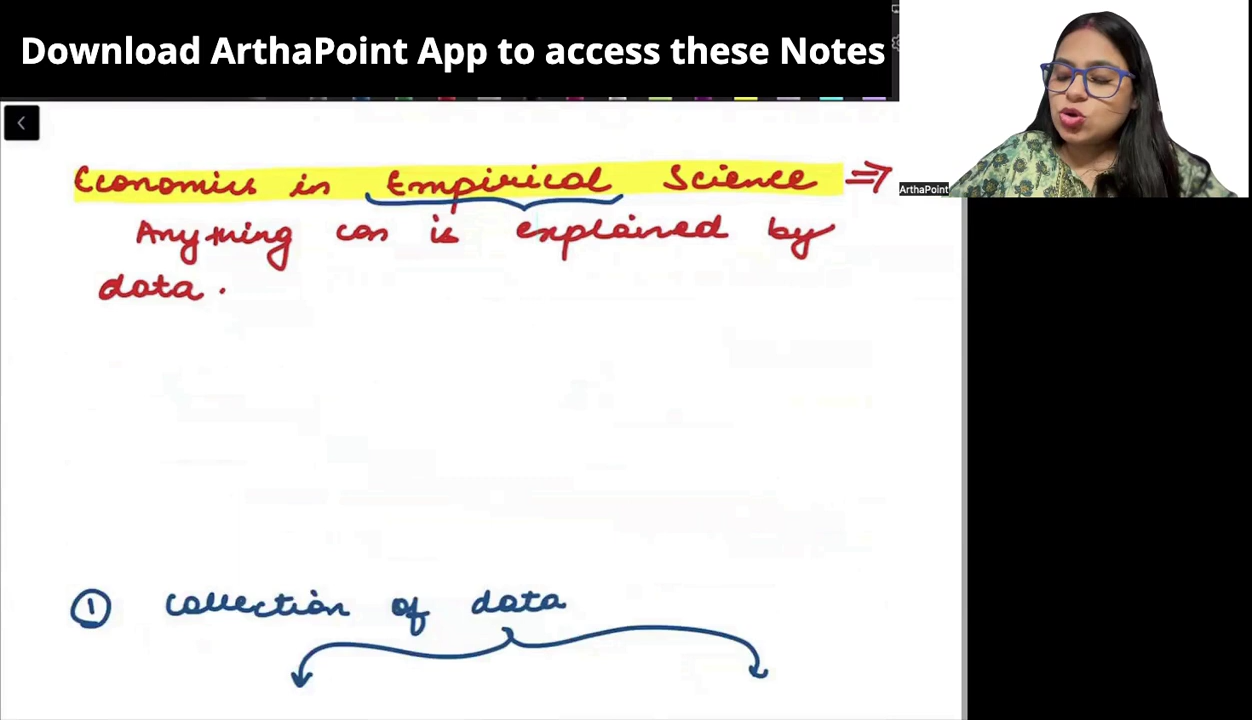 Download ArthaPoint App to access these Notes
ArthaPoint
Economics is Empirical Science ⇒
Anything can is explained by
data.
① Collection of data